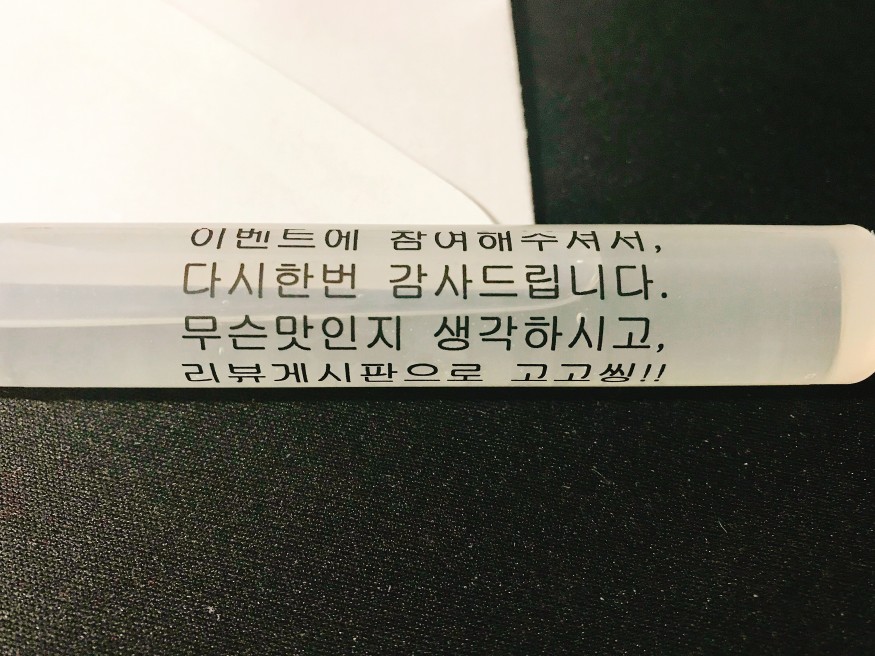 이벤트에 참여해주셔서,
다시한번 감사드립니다.
무슨맛인지 생각하시고,
리뷰게시판으로 고고씽!!